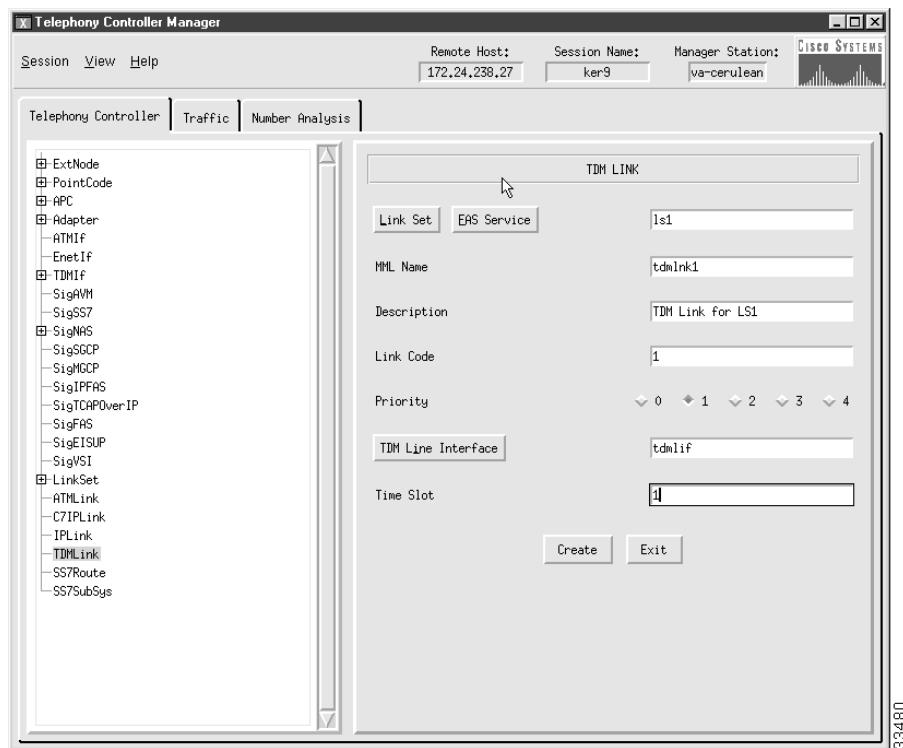 X Telephony Controller Manager
Session View Help
Remote Host: Session Name: Manager Station:
172.24.238.27 ker9 va-cerulean
CISCO SYSTEMS
Telephony Controller Traffic Number Analysis
ExtNode
PointCode
APC
Adapter
ATMIf
EnetIf
TDMIf
SigAVM
SigSS7
SigNAS
SigSGCP
SigMGCP
SigIPFAS
SigTCAPOverIP
SigFAS
SigEISUP
SigVSI
LinkSet
ATMLink
C7IPLink
IPLink
TDMLink
SS7Route
SS7SubSys
TDM LINK
Link Set EAS Service ls1
MML Name tdmlnk1
Description TDM Link for LS1
Link Code 1
Priority 0 1 2 3 4
TDM Line Interface tdmlif
Time Slot 1
Create Exit
33480